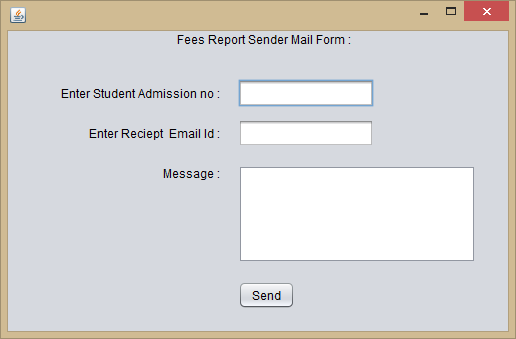 Fees Report Sender Mail Form :
Enter Student Admission no :
Enter Reciept  Email Id :
Message :
Send